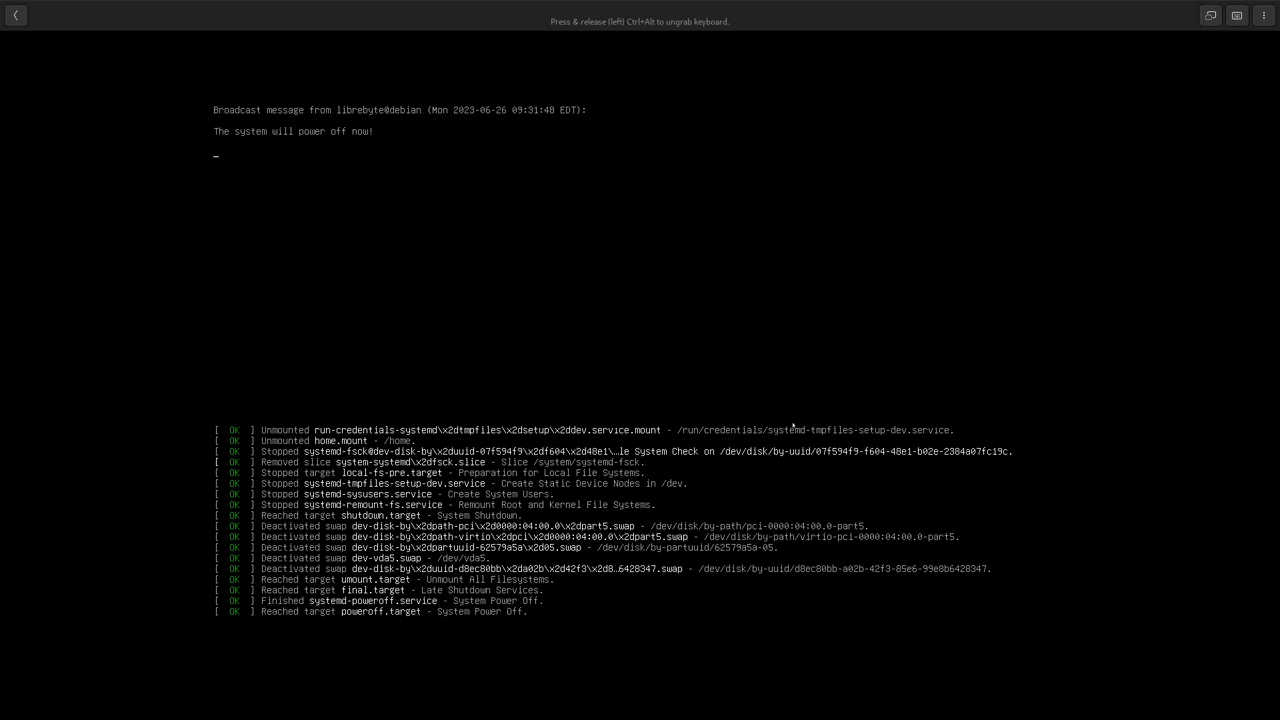 Press & release (left) Ctrl+Alt to ungrab keyboard.
Broadcast message from librebyte@debian (Mon 2023-06-26 09:31:48 EDT):
The system will power off now!
[  OK  ] Unmounted run-credentials-systemd\x2dtmpfiles\x2dsetup\x2ddev.service.mount - /run/credentials/systemd-tmpfiles-setup-dev.service.
[  OK  ] Unmounted home.mount - /home.
[  OK  ] Stopped systemd-fsck@dev-disk-by\x2duuid-07f594f9\x2df604\x2d48e1\…le System Check on /dev/disk/by-uuid/07f594f9-f604-48e1-b02e-2384a07fc19c.
[  OK  ] Removed slice system-systemd\x2dfsck.slice - Slice /system/systemd-fsck.
[  OK  ] Stopped target local-fs-pre.target - Preparation for Local File Systems.
[  OK  ] Stopped systemd-tmpfiles-setup-dev.service - Create Static Device Nodes in /dev.
[  OK  ] Stopped systemd-sysusers.service - Create System Users.
[  OK  ] Stopped systemd-remount-fs.service - Remount Root and Kernel File Systems.
[  OK  ] Reached target shutdown.target - System Shutdown.
[  OK  ] Deactivated swap dev-disk-by\x2dpath-pci\x2d0000:04:00.0\x2dpart5.swap - /dev/disk/by-path/pci-0000:04:00.0-part5.
[  OK  ] Deactivated swap dev-disk-by\x2dpath-virtio\x2dpci\x2d0000:04:00.0\x2dpart5.swap - /dev/disk/by-path/virtio-pci-0000:04:00.0-part5.
[  OK  ] Deactivated swap dev-disk-by\x2dpartuuid-62579a5a\x2d05.swap - /dev/disk/by-partuuid/62579a5a-05.
[  OK  ] Deactivated swap dev-vda5.swap - /dev/vda5.
[  OK  ] Deactivated swap dev-disk-by\x2duuid-d8ec80bb\x2da02b\x2d42f3\x2d8…6428347.swap - /dev/disk/by-uuid/d8ec80bb-a02b-42f3-85e6-99e8b6428347.
[  OK  ] Reached target umount.target - Unmount All Filesystems.
[  OK  ] Reached target final.target - Late Shutdown Services.
[  OK  ] Finished systemd-poweroff.service - System Power Off.
[  OK  ] Reached target poweroff.target - System Power Off.